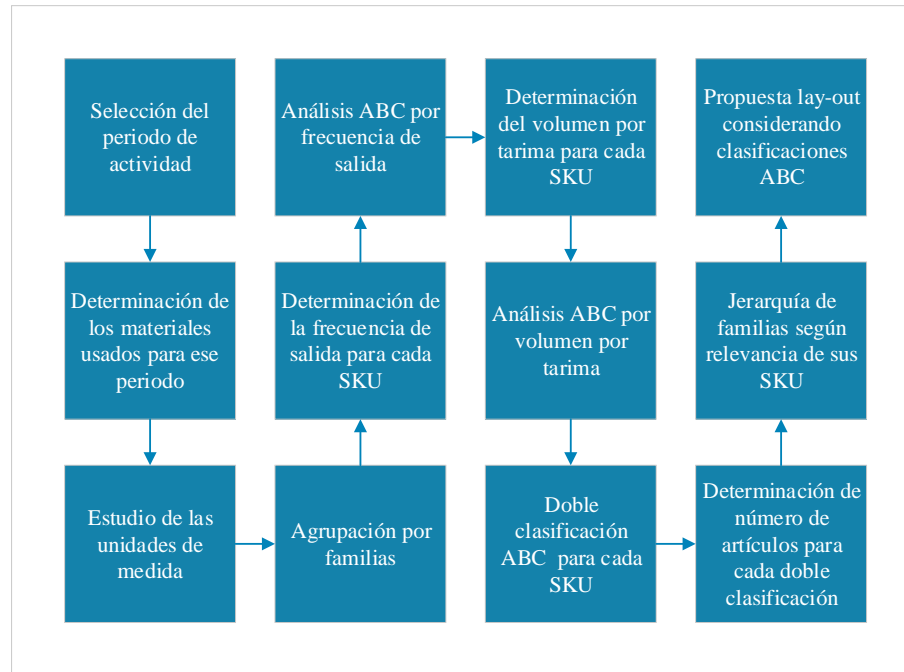 Selección del
periodo de
actividad
Determinación de
los materiales
usados para ese
periodo
Estudio de las
unidades de
medida
Agrupación por
familias
Determinación de
la frecuencia de
salida para cada
SKU
Análisis ABC por
frecuencia de
salida
Determinación
del volumen por
tarima para cada
SKU
Análisis ABC por
volumen por
tarima
Doble
clasificación
ABC para cada
SKU
Determinación de
número de
artículos para
cada doble
clasificación
Jerarquía de
familias según
relevancia de sus
SKU
Propuesta lay-out
considerando
clasificaciones
ABC